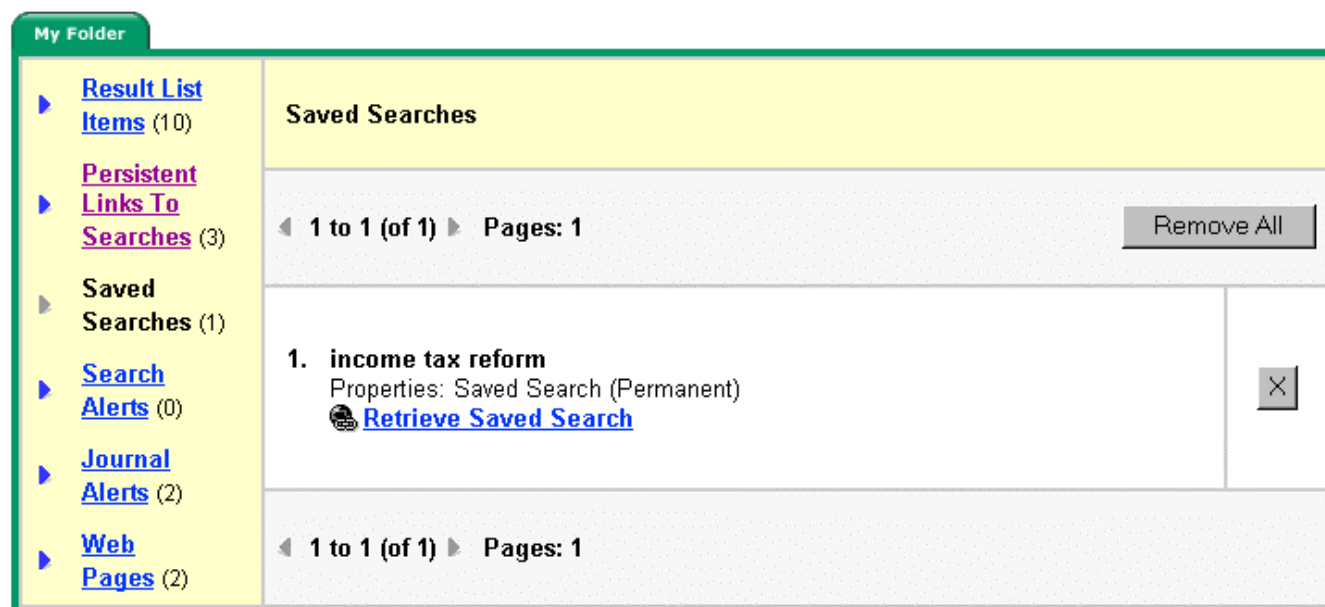 My Folder
Result List
Items (10)
Persistent
Links To
Searches (3)
Saved
Searches (1)
Search
Alerts (0)
Journal
Alerts (2)
Web
Pages (2)
Saved Searches
1 to 1 (of 1) Pages: 1
Remove All
1. income tax reform
Properties: Saved Search (Permanent)
Retrieve Saved Search
X
1 to 1 (of 1) Pages: 1